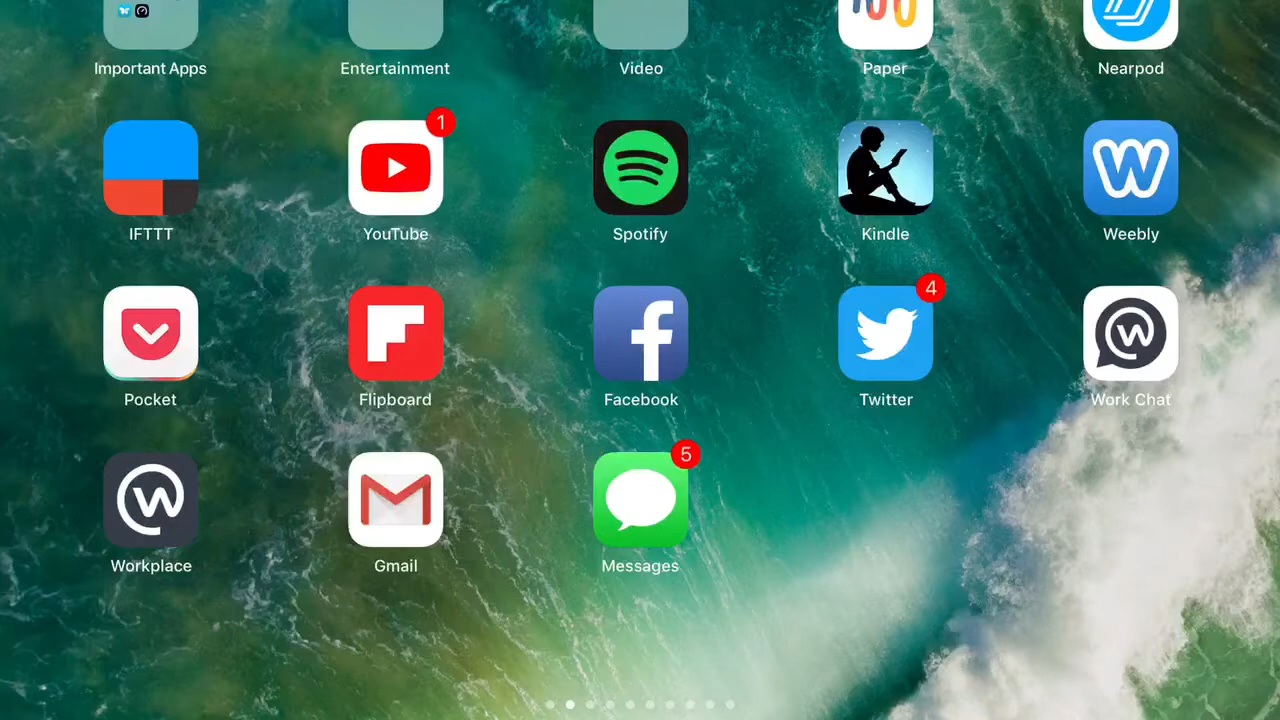 Important Apps
Entertainment
Video
Paper
Nearpod
1
IFTTT
YouTube
Spotify
Kindle
Weebly
4
Pocket
Flipboard
Facebook
Twitter
Work Chat
5
Workplace
Gmail
Messages